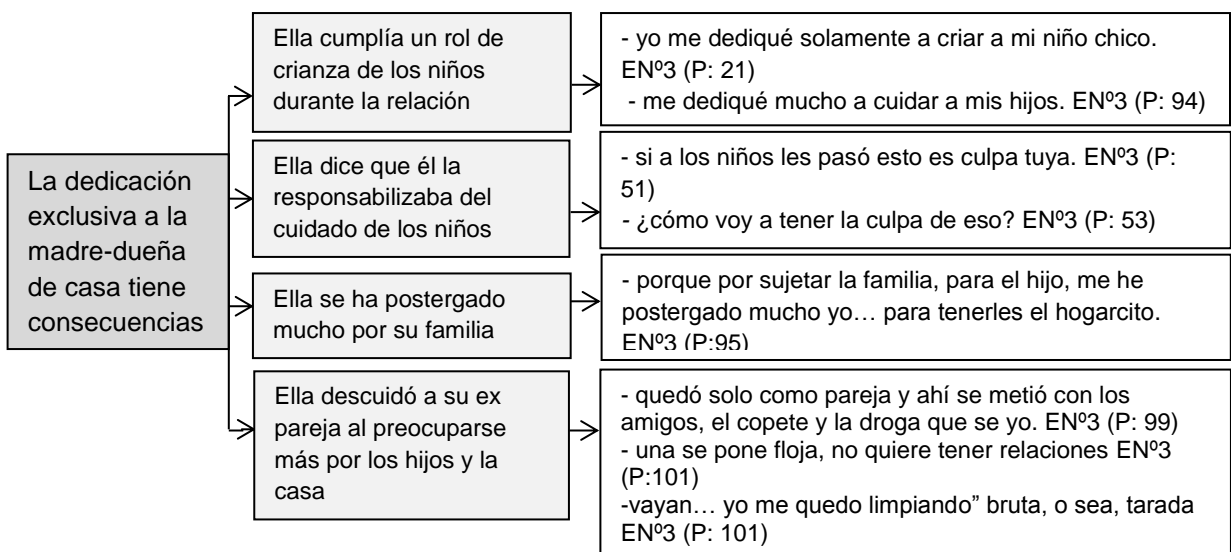 La dedicación
exclusiva a la
madre-dueña
de casa tiene
consecuencias
Ella cumplía un rol de
crianza de los niños
durante la relación
- yo me dediqué solamente a criar a mi niño chico.
ENº3 (P: 21)
- me dediqué mucho a cuidar a mis hijos. ENº3 (P: 94)
Ella dice que él la
responsabilizaba del
cuidado de los niños
- si a los niños les pasó esto es culpa tuya. ENº3 (P:
51)
- ¿cómo voy a tener la culpa de eso? ENº3 (P: 53)
Ella se ha postergado
mucho por su familia
- porque por sujetar la familia, para el hijo, me he
postergado mucho yo… para tenerles el hogarcito.
ENº3 (P:95)
Ella descuidó a su ex
pareja al preocuparse
más por los hijos y la
casa
- quedó solo como pareja y ahí se metió con los
amigos, el copete y la droga que se yo. ENº3 (P: 99)
- una se pone floja, no quiere tener relaciones ENº3
(P:101)
-vayan… yo me quedo limpiando” bruta, o sea, tarada
ENº3 (P: 101)